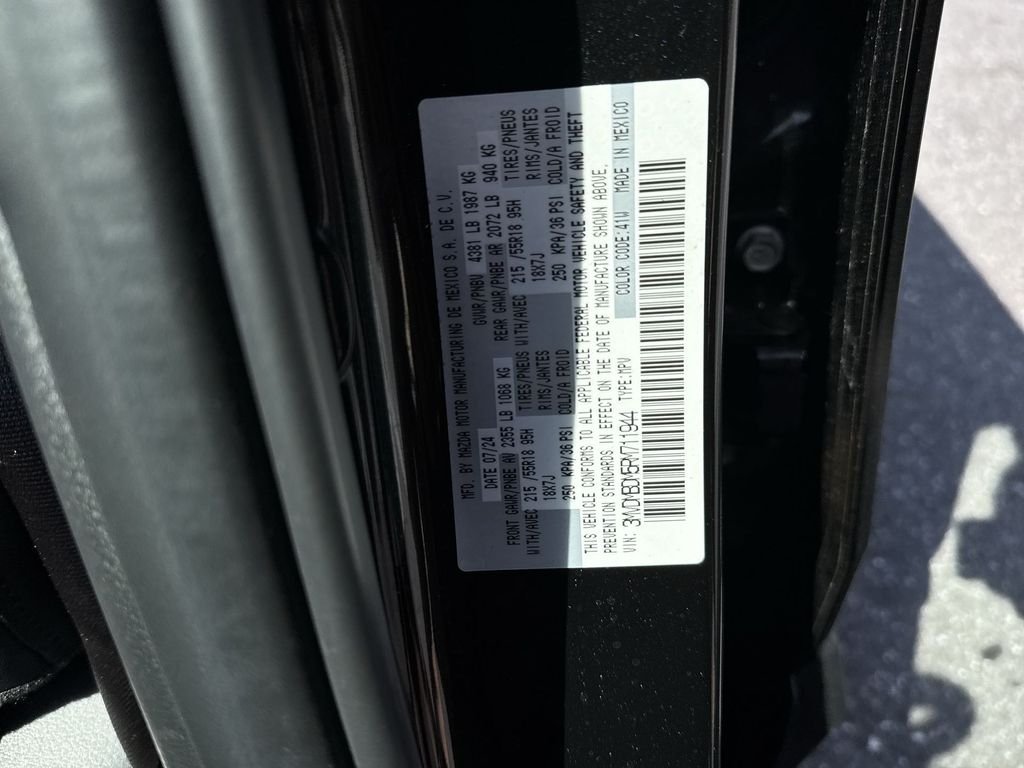 MFD. BY MAZDA MOTOR MANUFACTURING DE MEXICO S.A. DE C.V.
DATE 07/24 GVWR/PNBV 4381 LB 1987 KG
FRONT GAWR/PNBE AV 2355 LB 1068 KG REAR GAWR/PNBE AR 2072 LB 940 KG
WITH/AVEC 215 /55R18 95H TIRES/PNEUS WITH/AVEC 215 /55R18 95H TIRES/PNEUS
18X7J RIMS/JANTES 18X7J RIMS/JANTES
250 KPA/36 PSI COLD/A FROID 250 KPA/36 PSI COLD/A FROID
THIS VEHICLE CONFORMS TO ALL APPLICABLE FEDERAL MOTOR VEHICLE SAFETY AND THEFT
PREVENTION STANDARDS IN EFFECT ON THE DATE OF MANUFACTURE SHOWN ABOVE.
VIN: 3MVDMBDM5RM711944 TYPE:MPV COLOR CODE:41W MADE IN MEXICO